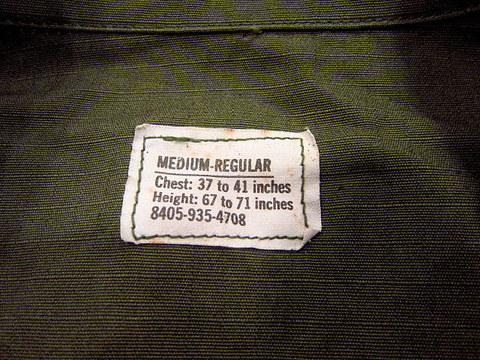 MEDIUM-REGULAR
Chest: 37 to 41 inches
Height: 67 to 71 inches
8405-935-4708